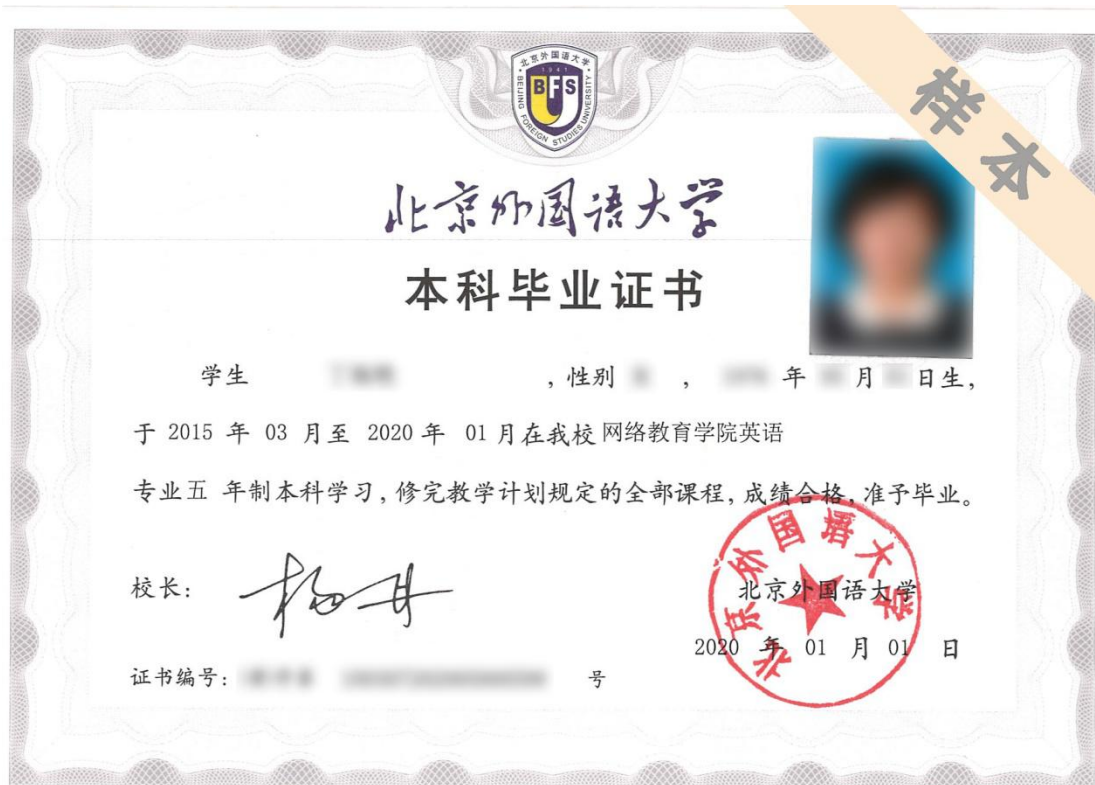 北京外国语大学
1941
BFSU
BEIJING FOREIGN STUDIES UNIVERSITY
样本
北京外国语大学
本科毕业证书
学生 ,性别 , 年 月 日生,
于 2015 年 03 月至 2020 年 01 月在我校 网络教育学院英语
专业五 年制本科学习,修完教学计划规定的全部课程,成绩合格,准予毕业。
校长:
北京外国语大学
北京外国语大学
2020 年 01 月 01 日
证书编号: 号